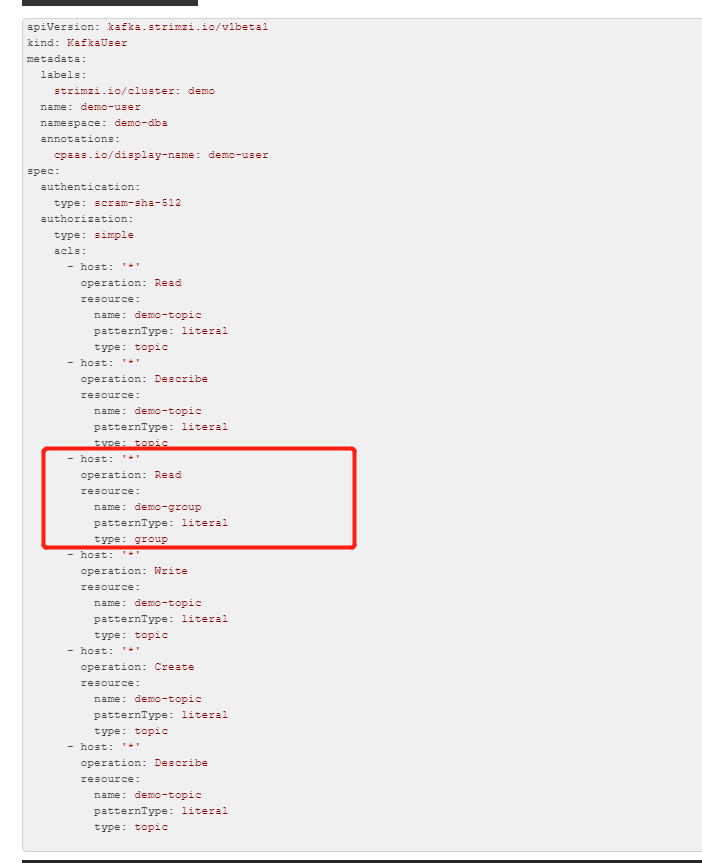 apiVersion: kafka.strimzi.io/v1beta1
kind: KafkaUser
metadata:
  labels:
    strimzi.io/cluster: demo
  name: demo-user
  namespace: demo-dba
  annotations:
    cpaas.io/display-name: demo-user
spec:
  authentication:
    type: scram-sha-512
  authorization:
    type: simple
    acls:
      - host: '*'
        operation: Read
        resource:
          name: demo-topic
          patternType: literal
          type: topic
      - host: '*'
        operation: Describe
        resource:
          name: demo-topic
          patternType: literal
          type: topic
      - host: '*'
        operation: Read
        resource:
          name: demo-group
          patternType: literal
          type: group
      - host: '*'
        operation: Write
        resource:
          name: demo-topic
          patternType: literal
          type: topic
      - host: '*'
        operation: Create
        resource:
          name: demo-topic
          patternType: literal
          type: topic
      - host: '*'
        operation: Describe
        resource:
          name: demo-topic
          patternType: literal
          type: topic